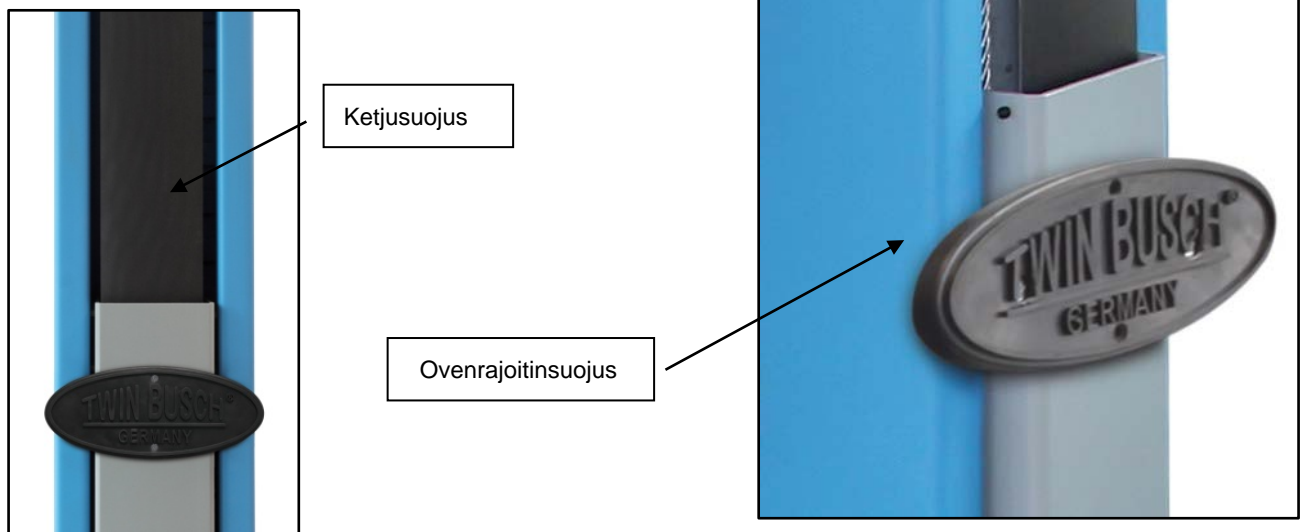 Ketjusuojus
TWIN BUSCH®
GERMANY
Ovenrajoitinsuojus
TWIN BUSCH®
GERMANY